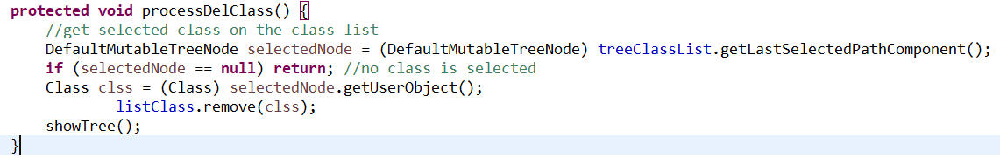 protected void processDelClass() {
//get selected class on the class list
DefaultMutableTreeNode selectedNode = (DefaultMutableTreeNode) treeClassList.getLastSelectedPathComponent();
if (selectedNode == null) return; //no class is selected
Class clss = (Class) selectedNode.getUserObject();
listClass.remove(clss);
showTree();
}